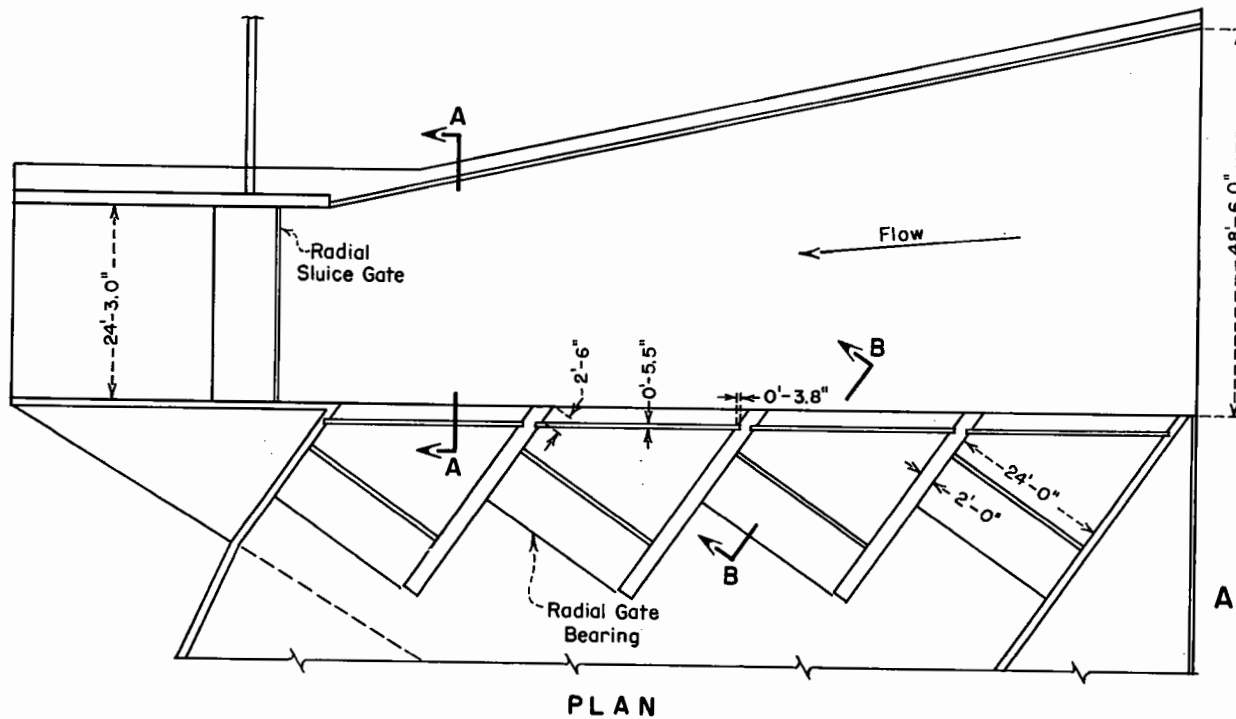 A
48'-6.0"
Radial
Sluice Gate
24'-3.0"
Flow
B
2'-6"
0'-5.5"
0'-3.8"
A
24'-0"
2'-0"
B
Radial Gate
Bearing
A
PLAN